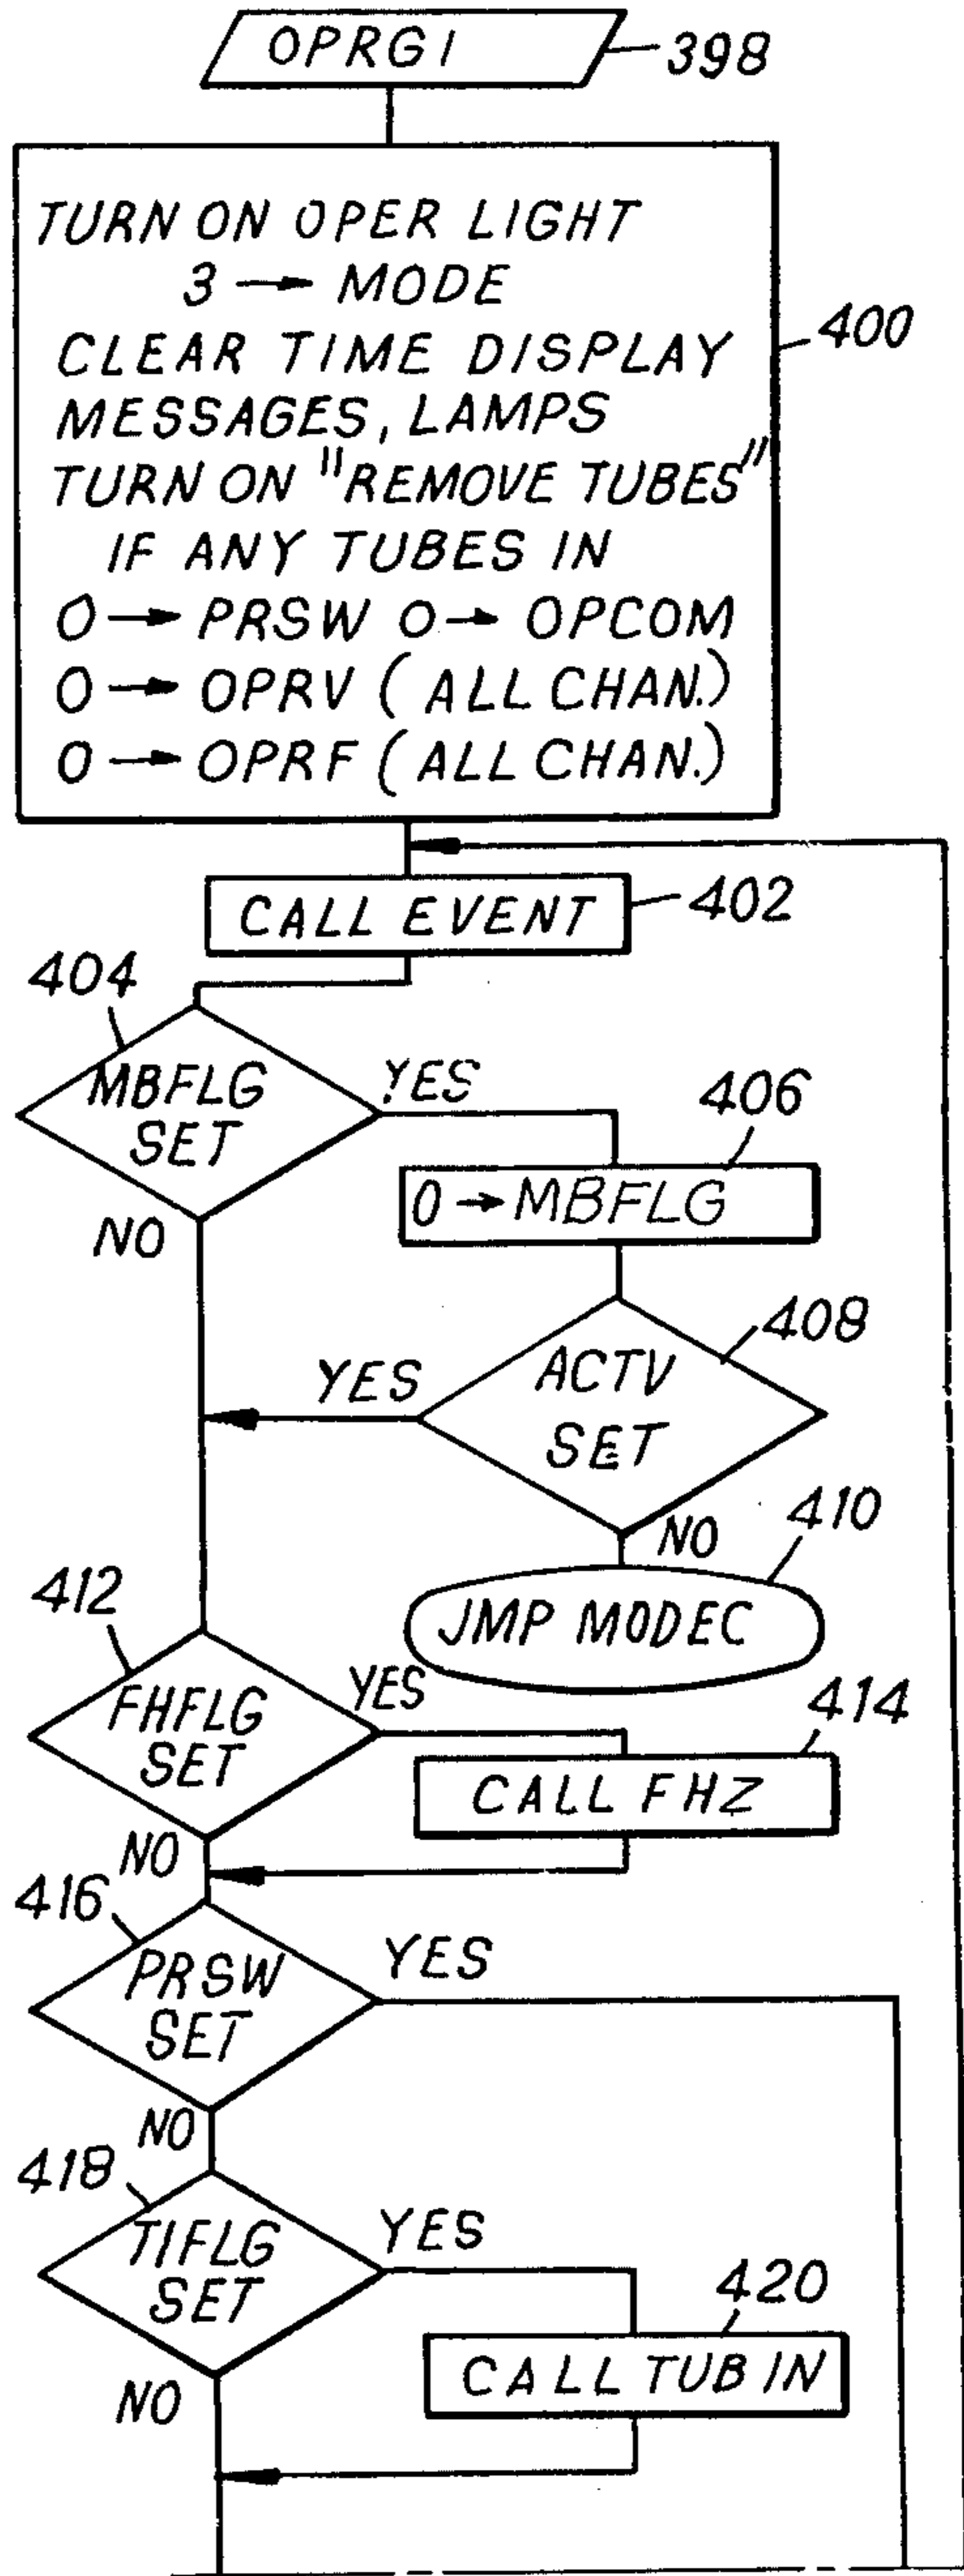 OPRG1
398
TURN ON OPER LIGHT
3 → MODE
CLEAR TIME DISPLAY
MESSAGES, LAMPS
TURN ON "REMOVE TUBES"
IF ANY TUBES IN
0 → PRSW 0 → OPCOM
0 → OPRV (ALL CHAN.)
0 → OPRF (ALL CHAN.)
400
CALL EVENT
402
404
MBFLG
SET
YES
NO
406
0 → MBFLG
408
ACTV
SET
YES
NO
410
JMP MODEC
412
FHFLG
SET
YES
NO
414
CALL FHZ
416
PRSW
SET
YES
NO
418
TIFLG
SET
YES
NO
420
CALL TUB IN